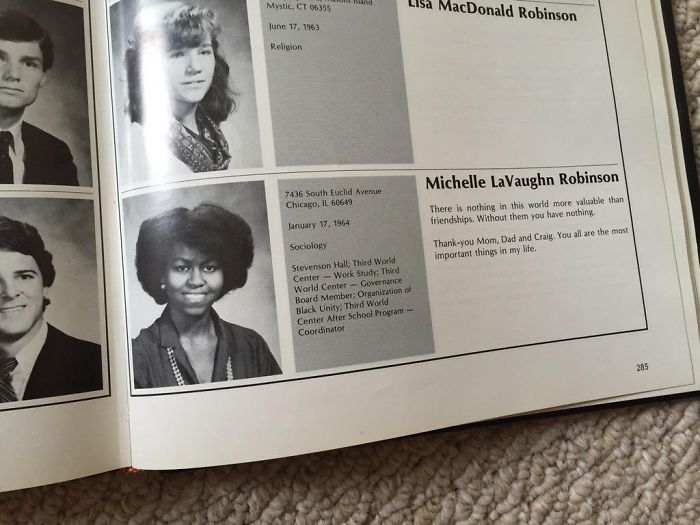 Mystic, CT 06355
June 17, 1963
Religion
Lisa MacDonald Robinson
7436 South Euclid Avenue
Chicago, IL 60649
January 17, 1964
Sociology
Stevenson Hall; Third World
Center — Work Study; Third
World Center — Governance
Board Member; Organization of
Black Unity; Third World
Center After School Program —
Coordinator
Michelle LaVaughn Robinson
There is nothing in this world more valuable than
friendships. Without them you have nothing.
Thank-you Mom, Dad and Craig. You all are the most
important things in my life.
285